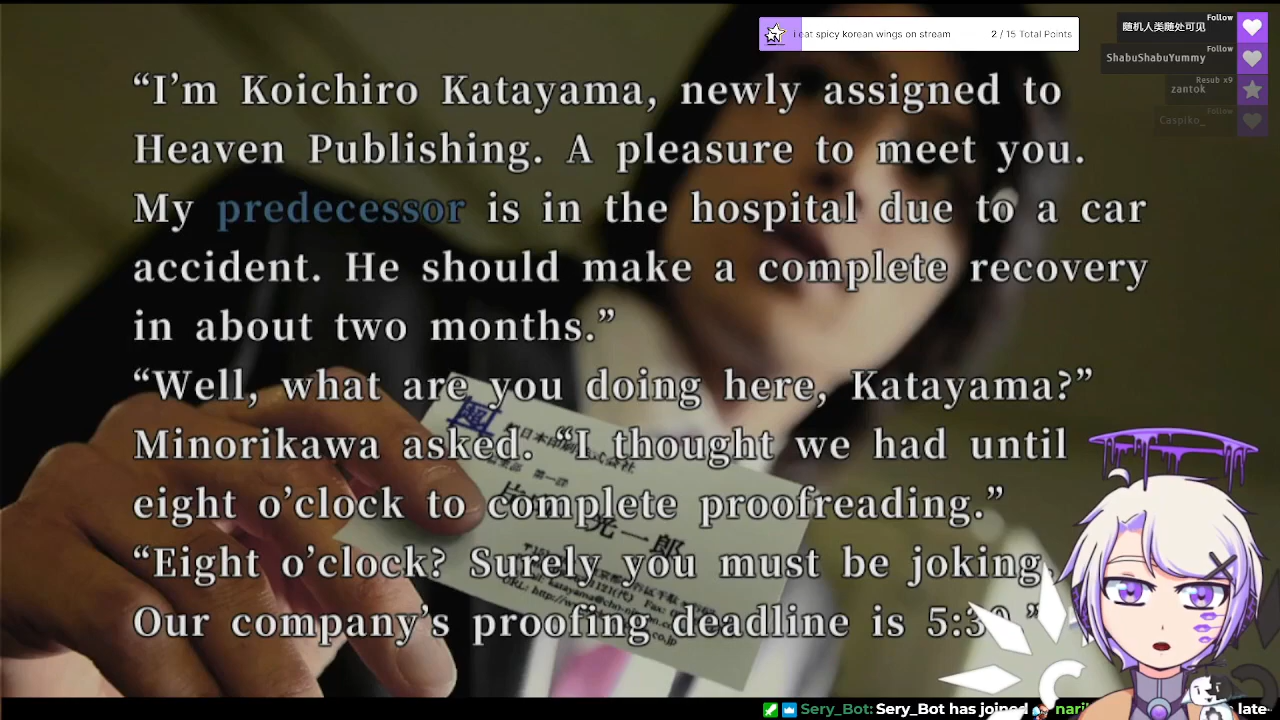 i eat spicy korean wings on stream 2 / 15 Total Points
Follow
随机人类随处可见
Follow
ShabuShabuYummy
Resub x9
zantok
Follow
Caspiko_
“I’m Koichiro Katayama, newly assigned to
Heaven Publishing. A pleasure to meet you.
My predecessor is in the hospital due to a car
accident. He should make a complete recovery
in about two months.”
“Well, what are you doing here, Katayama?”
Minorikawa asked. “I thought we had until
eight o’clock to complete proofreading.”
“Eight o’clock? Surely you must be joking
Our company’s proofing deadline is 5:30.”
Sery_Bot: Sery_Bot has joined
late